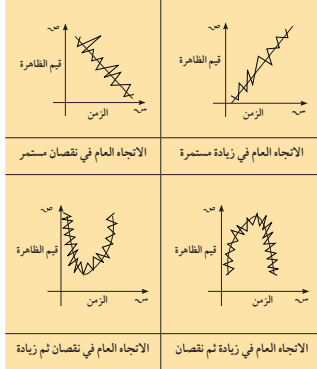 ص
قيم الظاهرة
الزمن
س
ص
قيم الظاهرة
الزمن
س
الاتجاه العام في زيادة مستمرة
الاتجاه العام في نقصان مستمر
ص
قيم الظاهرة
الزمن
س
ص
قيم الظاهرة
الزمن
س
الاتجاه العام في زيادة ثم نقصان
الاتجاه العام في نقصان ثم زيادة